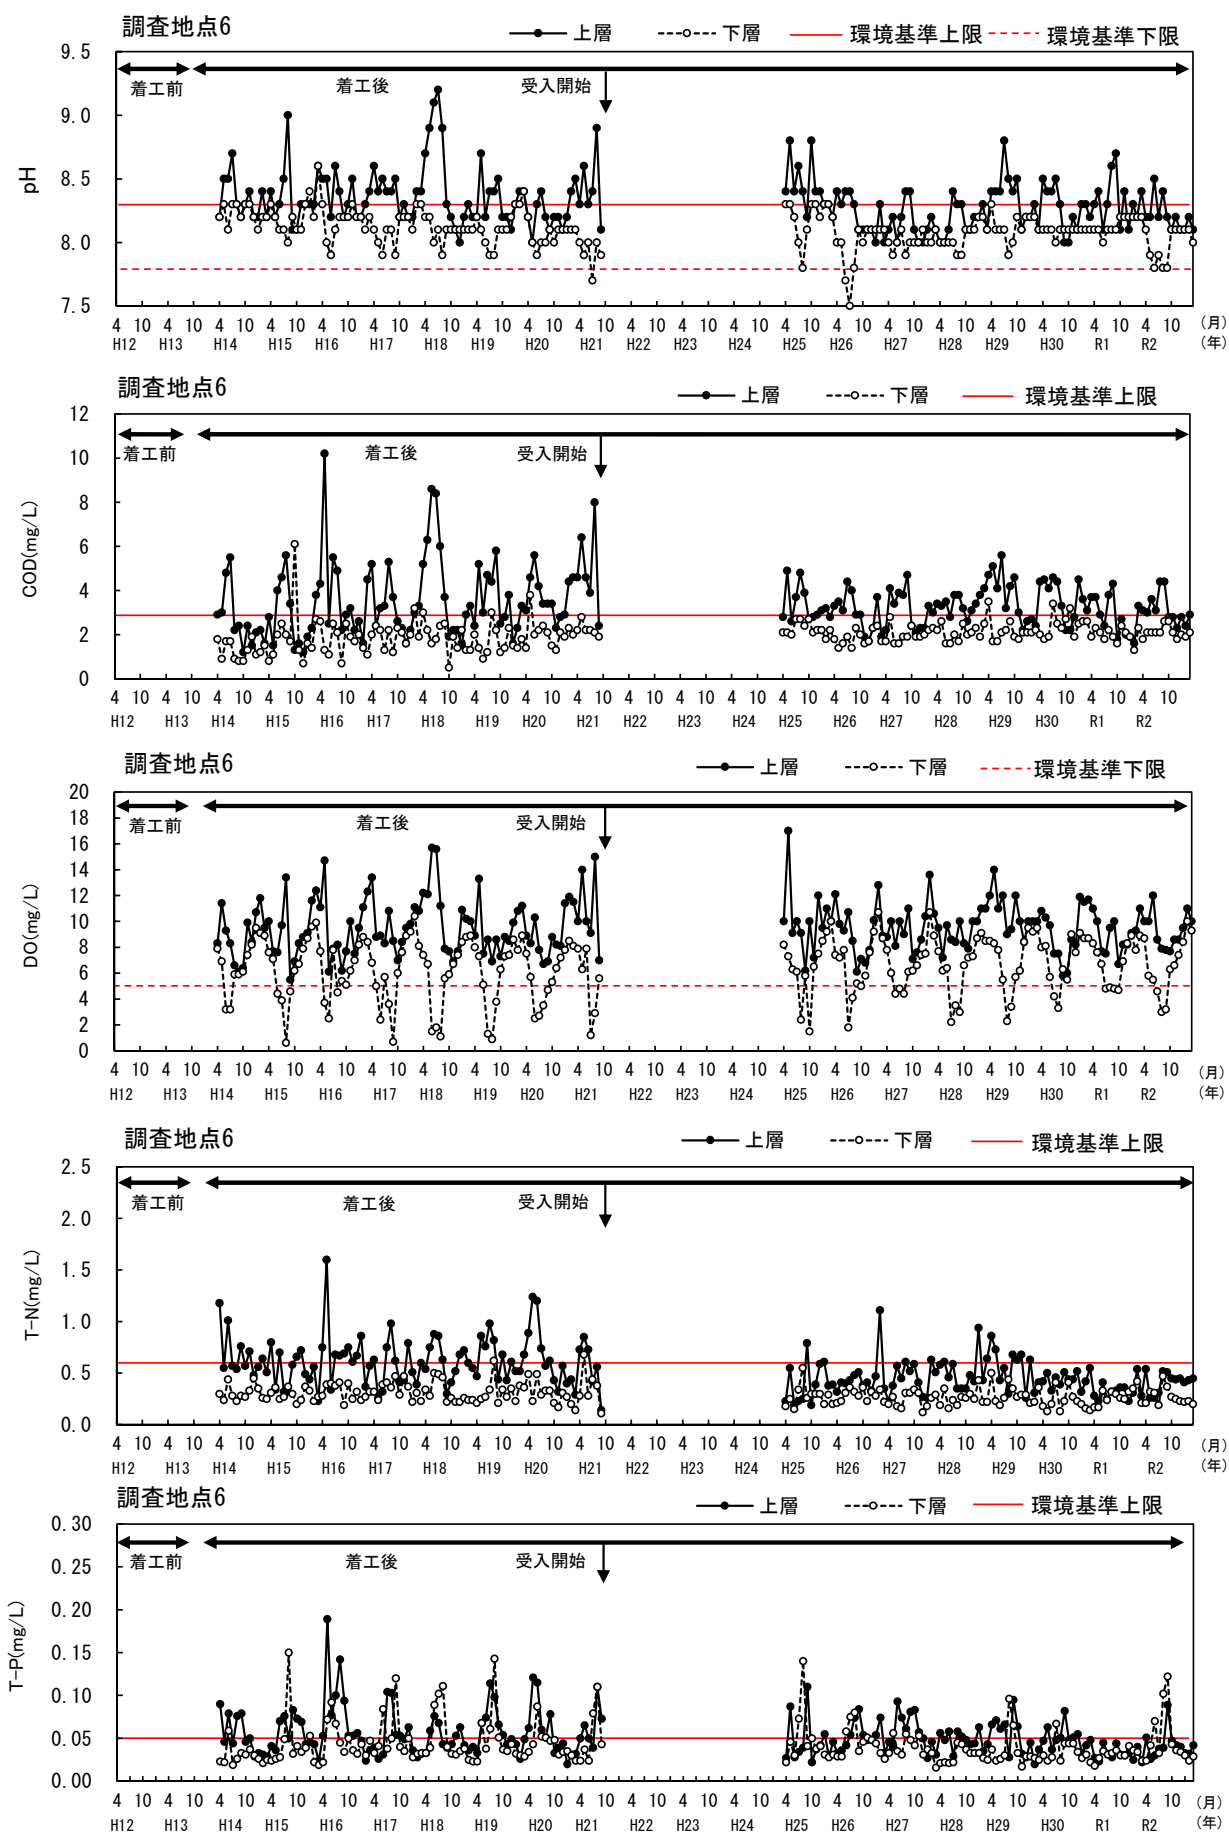 調査地点6
上層 下層 環境基準上限 環境基準下限
9.5
9.0
8.5
8.0
7.5
pH
着工前 着工後 受入開始
4 10 4 10 4 10 4 10 4 10 4 10 4 10 4 10 4 10 4 10 4 10 4 10 4 10 4 10 4 10 4 10 4 10 4 10 4 10 4 10 4 10 (月)
H12 H13 H14 H15 H16 H17 H18 H19 H20 H21 H22 H23 H24 H25 H26 H27 H28 H29 H30 R1 R2 (年)
調査地点6
上層 下層 環境基準上限
12
10
8
6
4
2
0
COD(mg/L)
着工前 着工後 受入開始
4 10 4 10 4 10 4 10 4 10 4 10 4 10 4 10 4 10 4 10 4 10 4 10 4 10 4 10 4 10 4 10 4 10 4 10 4 10 4 10 4 10
H12 H13 H14 H15 H16 H17 H18 H19 H20 H21 H22 H23 H24 H25 H26 H27 H28 H29 H30 R1 R2
調査地点6
上層 下層 環境基準下限
20
18
16
14
12
10
8
6
4
2
0
DO(mg/L)
着工前 着工後 受入開始
4 10 4 10 4 10 4 10 4 10 4 10 4 10 4 10 4 10 4 10 4 10 4 10 4 10 4 10 4 10 4 10 4 10 4 10 4 10 4 10 4 10 (月)
H12 H13 H14 H15 H16 H17 H18 H19 H20 H21 H22 H23 H24 H25 H26 H27 H28 H29 H30 R1 R2 (年)
調査地点6
上層 下層 環境基準上限
2.5
2.0
1.5
1.0
0.5
0.0
T-N(mg/L)
着工前 着工後 受入開始
4 10 4 10 4 10 4 10 4 10 4 10 4 10 4 10 4 10 4 10 4 10 4 10 4 10 4 10 4 10 4 10 4 10 4 10 4 10 4 10 4 10 (月)
H12 H13 H14 H15 H16 H17 H18 H19 H20 H21 H22 H23 H24 H25 H26 H27 H28 H29 H30 R1 R2 (年)
調査地点6
上層 下層 環境基準上限
0.30
0.25
0.20
0.15
0.10
0.05
0.00
T-P(mg/L)
着工前 着工後 受入開始
4 10 4 10 4 10 4 10 4 10 4 10 4 10 4 10 4 10 4 10 4 10 4 10 4 10 4 10 4 10 4 10 4 10 4 10 4 10 4 10 4 10 (月)
H12 H13 H14 H15 H16 H17 H18 H19 H20 H21 H22 H23 H24 H25 H26 H27 H28 H29 H30 R1 R2 (年)